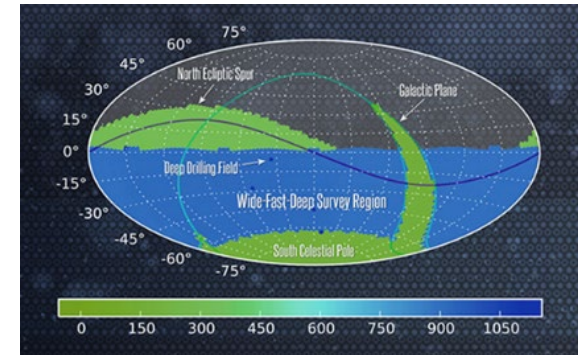 75°
60°
45°
30°
15°
0°
-15°
-30°
-45°
-60°
-75°
North Ecliptic Spur
Galactic Plane
Deep Drilling Field
Wide-Fast-Deep Survey Region
South Celestial Pole
0 150 300 450 600 750 900 1050